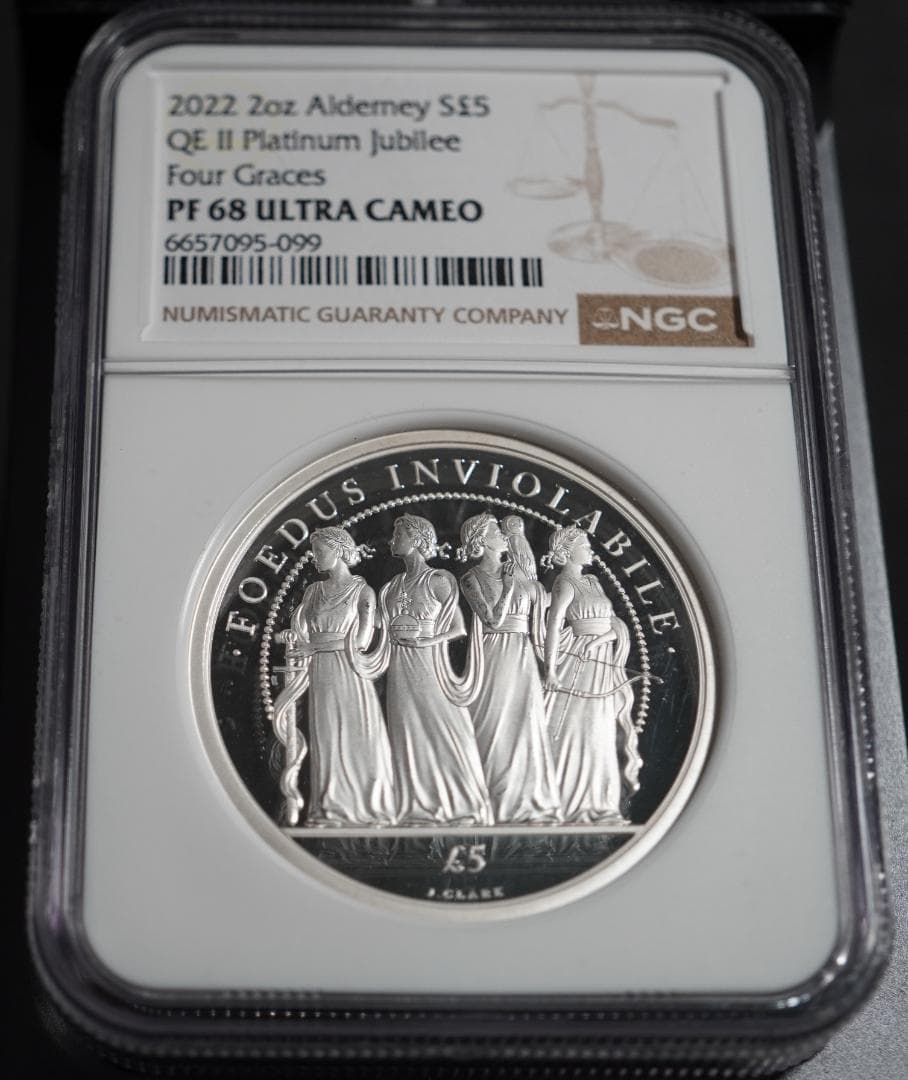 2022 2oz Alderney S£5
QE II Platinum Jubilee
Four Graces
PF 68 ULTRA CAMEO
6657095-099
NUMISMATIC GUARANTY COMPANY
NGC
· FOEDUS INVIOLABILE ·
£5
J. CLARK